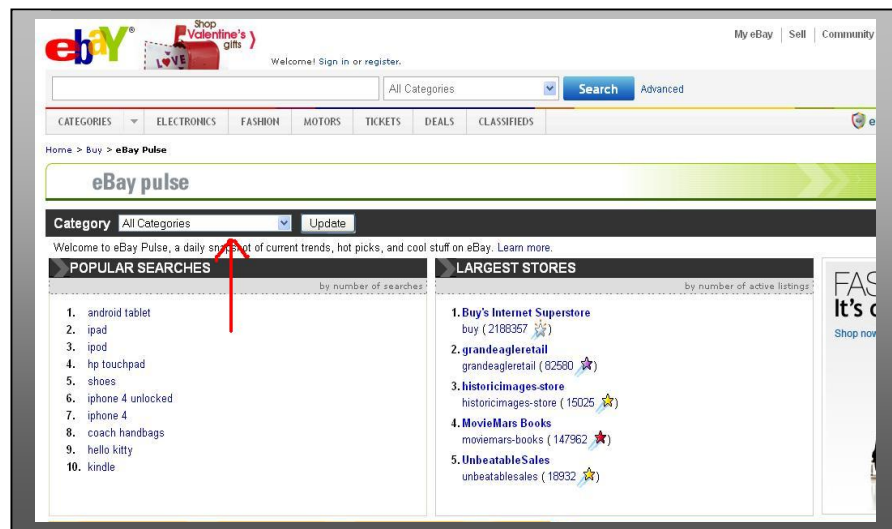 ebaY®
Shop
Valentine's
gifts
LOVE
Welcome! Sign in or register.
My eBay | Sell | Community
All Categories
Search
Advanced
CATEGORIES
ELECTRONICS
FASHION
MOTORS
TICKETS
DEALS
CLASSIFIEDS
e
Home > Buy > eBay Pulse
eBay pulse
Category
All Categories
Update
Welcome to eBay Pulse, a daily snapshot of current trends, hot picks, and cool stuff on eBay. Learn more.
POPULAR SEARCHES
by number of searches
1. android tablet
2. ipad
3. ipod
4. hp touchpad
5. shoes
6. iphone 4 unlocked
7. iphone 4
8. coach handbags
9. hello kitty
10. kindle
LARGEST STORES
by number of active listings
1. Buy's Internet Superstore
buy ( 2188357 )
2. grandeagleretail
grandeagleretail ( 82580 )
3. historicimages-store
historicimages-store ( 15025 )
4. MovieMars Books
moviemars-books ( 147962 )
5. UnbeatableSales
unbeatablesales ( 18932 )
FAS
It's
Shop now